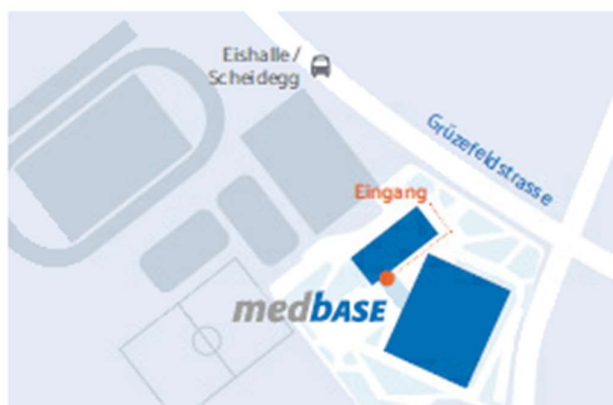 Eishalle /
Scheidegg
Grüzefeldstrasse
Eingang
medbase